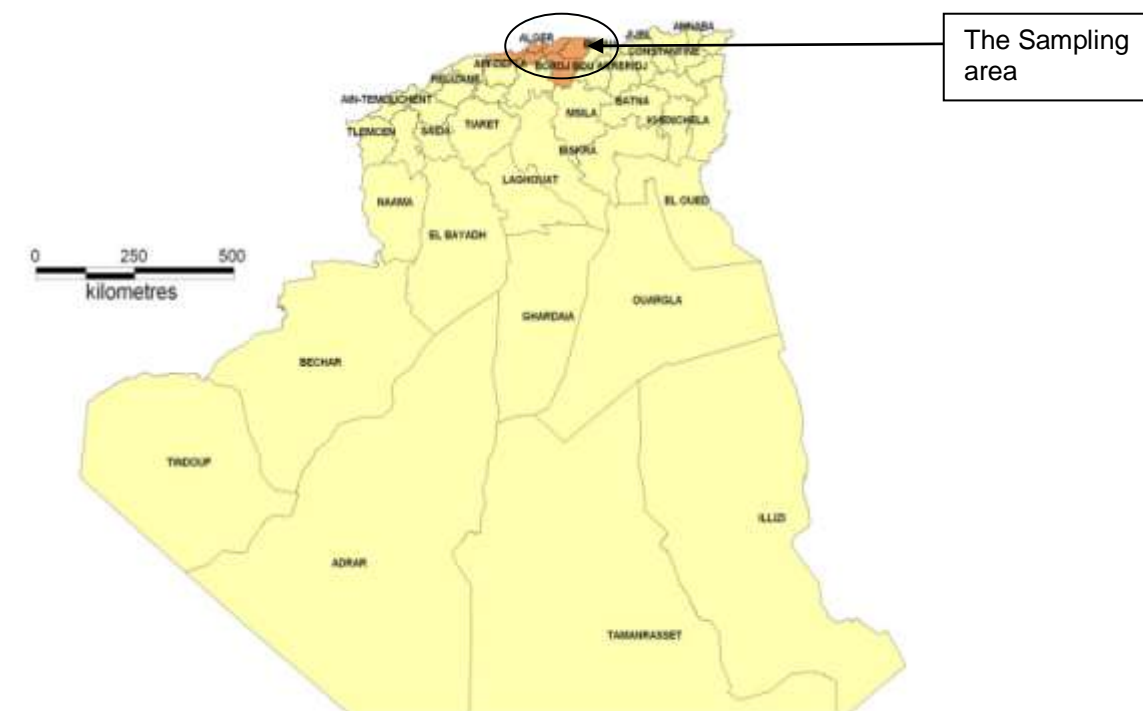 ANNABA
ALGER
JIJEL
CONSTANTINE
The Sampling
area
AIN-DEFLA
BORDJ BOU ARRERIDJ
RELIZANE
AIN-TEMOUCHENT
BATNA
MSILA
KHENCHELA
TLEMCEN
SAIDA
TIARET
BISKRA
LAGHOUAT
NAAMA
EL OUED
EL BAYADH
0 250 500
kilometres
OUARGLA
GHARDAIA
BECHAR
TINDOUF
ILLIZI
ADRAR
TAMANRASSET